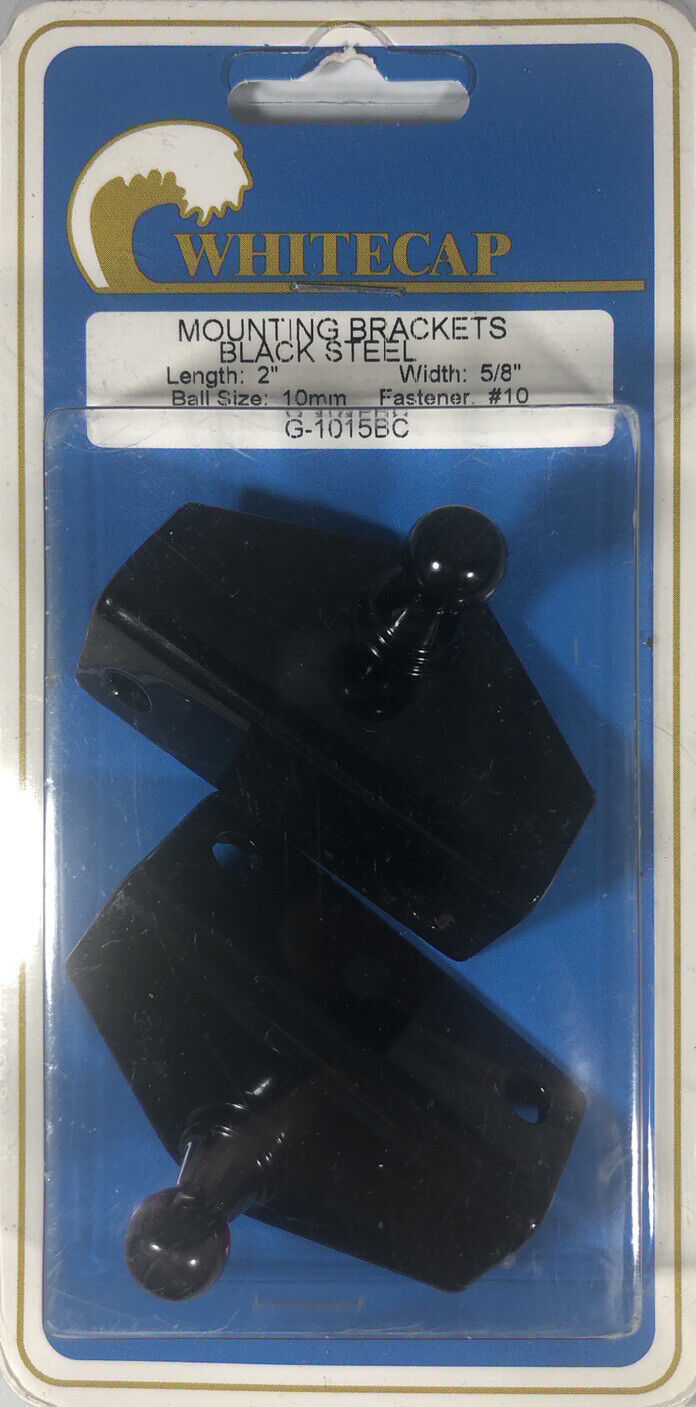 WHITECAP
MOUNTING BRACKETS
BLACK STEEL
Length: 2" Width: 5/8"
Ball Size: 10mm Fastener #10
G-1015BC